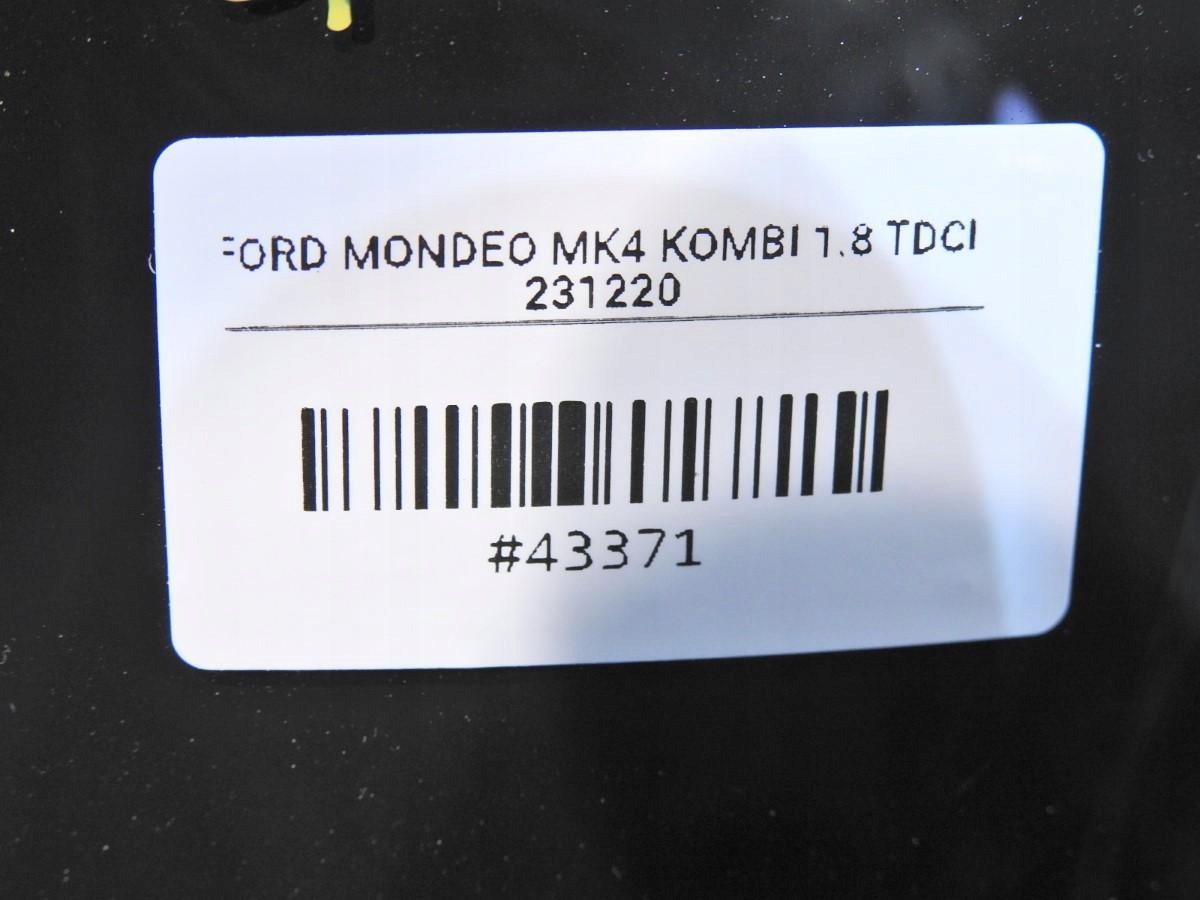 FORD MONDEO MK4 KOMBI 1.8 TDCI
231220
#43371